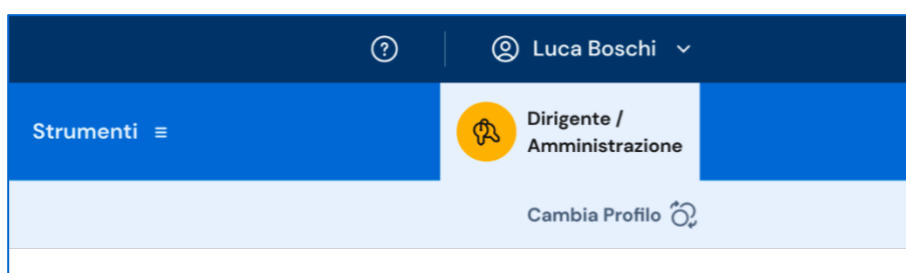 Luca Boschi
Strumenti
Dirigente /
Amministrazione
Cambia Profilo